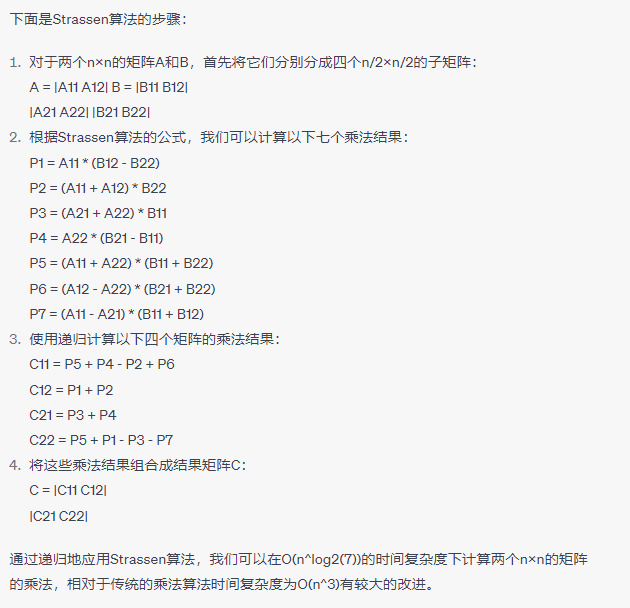 下面是Strassen算法的步骤：
1. 对于两个n×n的矩阵A和B，首先将它们分别分成四个n/2×n/2的子矩阵：
A = |A11 A12| B = |B11 B12|
|A21 A22| |B21 B22|
2. 根据Strassen算法的公式，我们可以计算以下七个乘法结果：
P1 = A11 * (B12 - B22)
P2 = (A11 + A12) * B22
P3 = (A21 + A22) * B11
P4 = A22 * (B21 - B11)
P5 = (A11 + A22) * (B11 + B22)
P6 = (A12 - A22) * (B21 + B22)
P7 = (A11 - A21) * (B11 + B12)
3. 使用递归计算以下四个矩阵的乘法结果：
C11 = P5 + P4 - P2 + P6
C12 = P1 + P2
C21 = P3 + P4
C22 = P5 + P1 - P3 - P7
4. 将这些乘法结果组合成结果矩阵C：
C = |C11 C12|
|C21 C22|
通过递归地应用Strassen算法，我们可以在O(n^log2(7))的时间复杂度下计算两个n×n的矩阵
的乘法，相对于传统的乘法算法时间复杂度为O(n^3)有较大的改进。